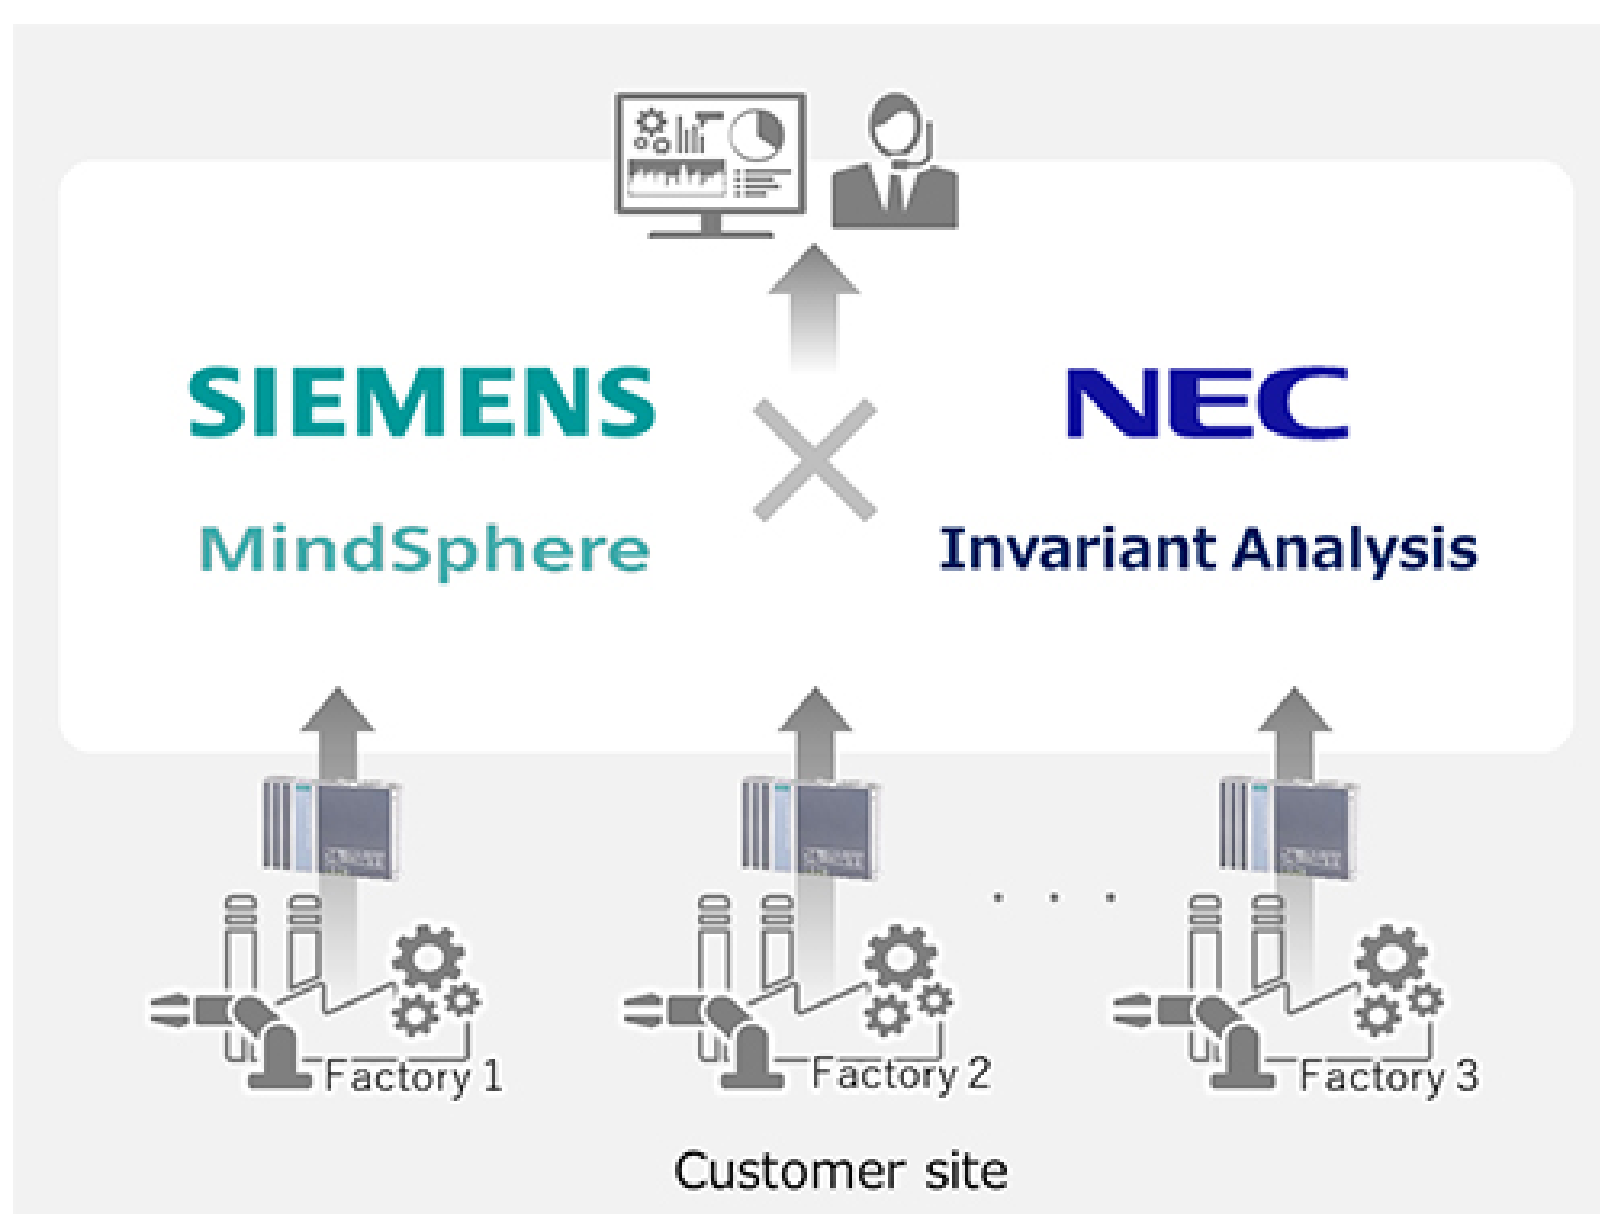 SIEMENS
NEC
MindSphere
Invariant Analysis
Factory 1
Factory 2
Factory 3
Customer site